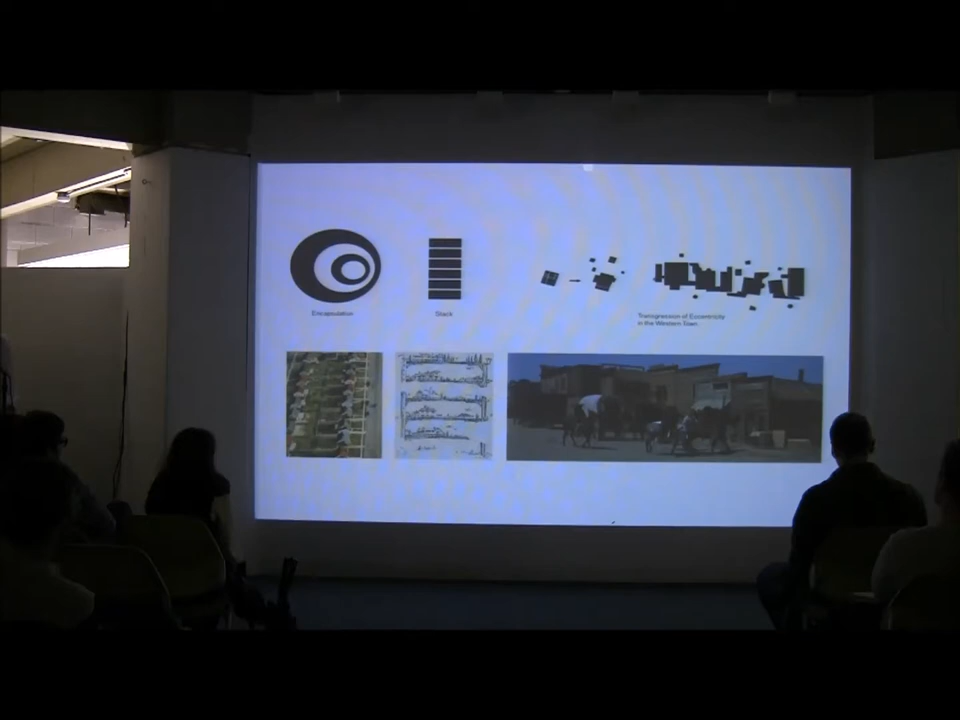 Encapsulation
Stack
Transgression of Eccentricity
in the Western Town